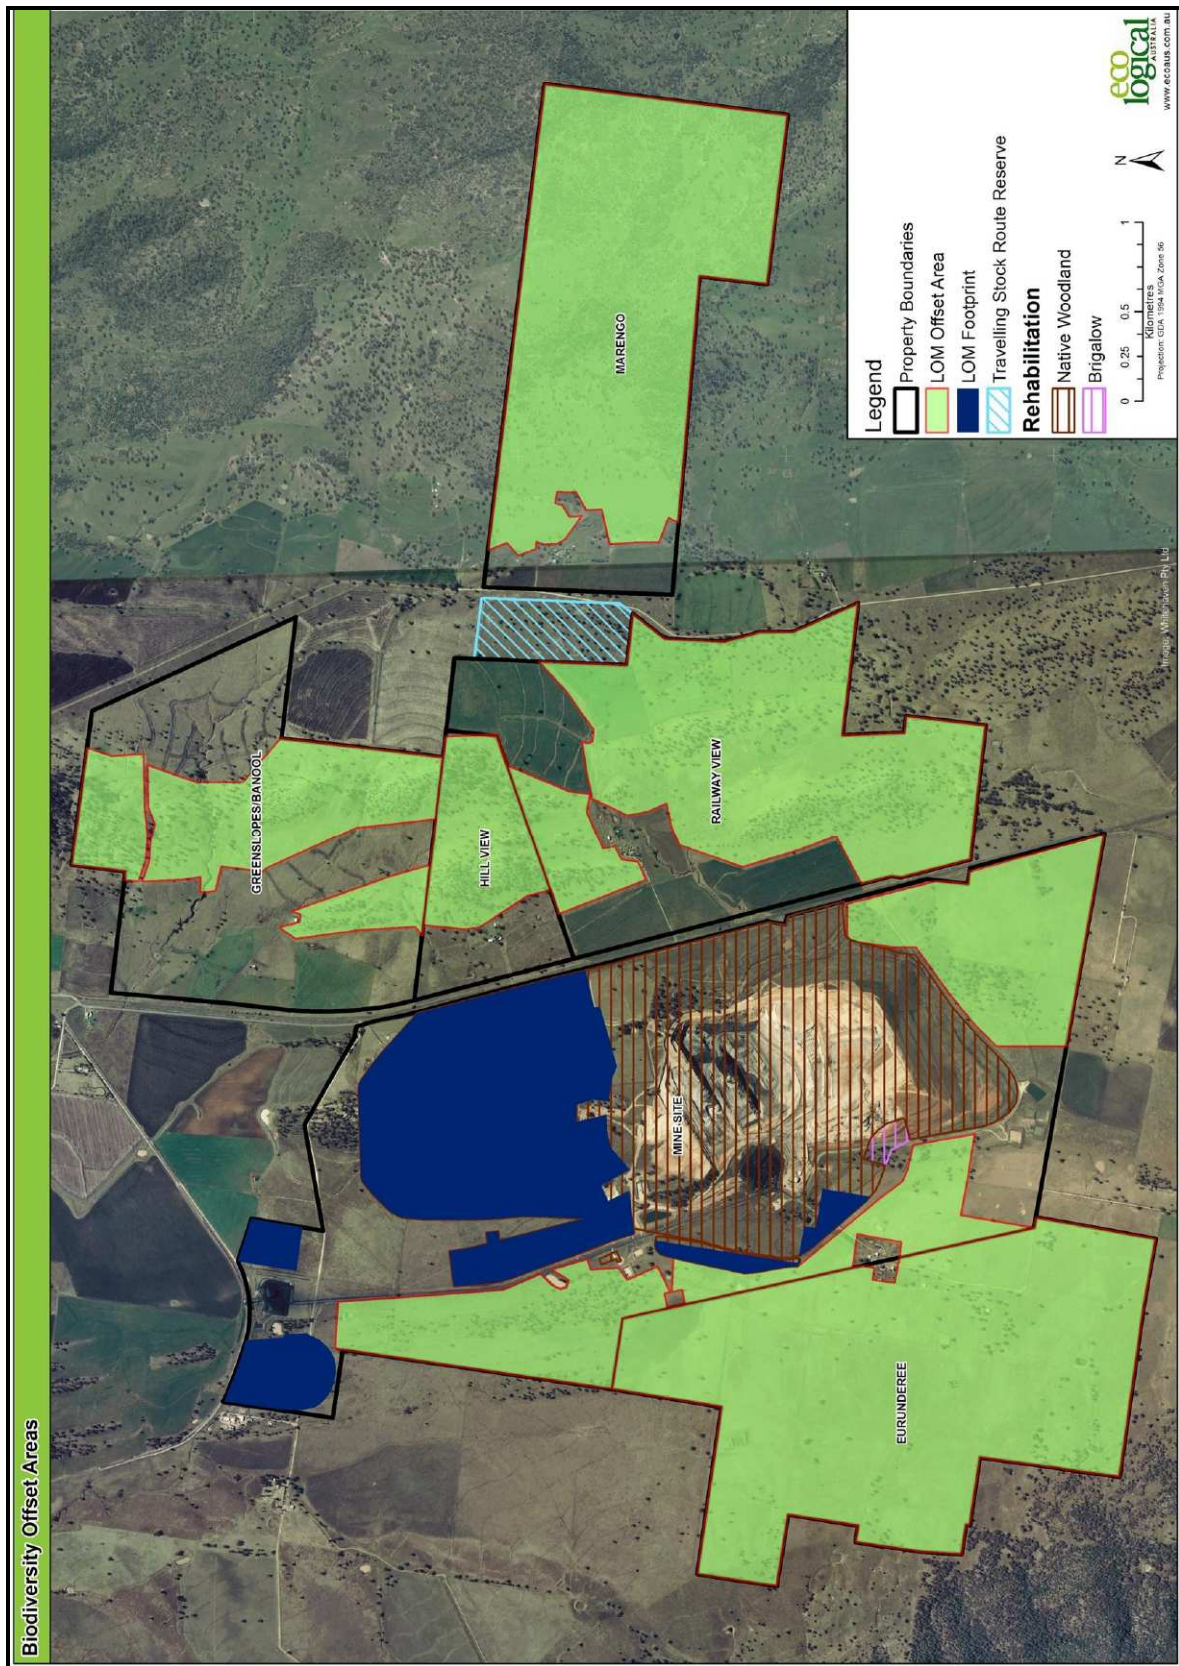 Biodiversity Offset Areas
GREENSLOPES/BANOOL
HILL VIEW
RAILWAY VIEW
MARENGO
MINE-SITE
EURUNDEREE
Image: Whitehaven Pty Ltd
Legend
Property Boundaries
LOM Offset Area
LOM Footprint
Travelling Stock Route Reserve
Rehabilitation
Native Woodland
Brigalow
0 0.25 0.5 1
Kilometres
Projection: GDA 1994 MGA Zone 56
N
eco
logical
AUSTRALIA
www.ecoaus.com.au